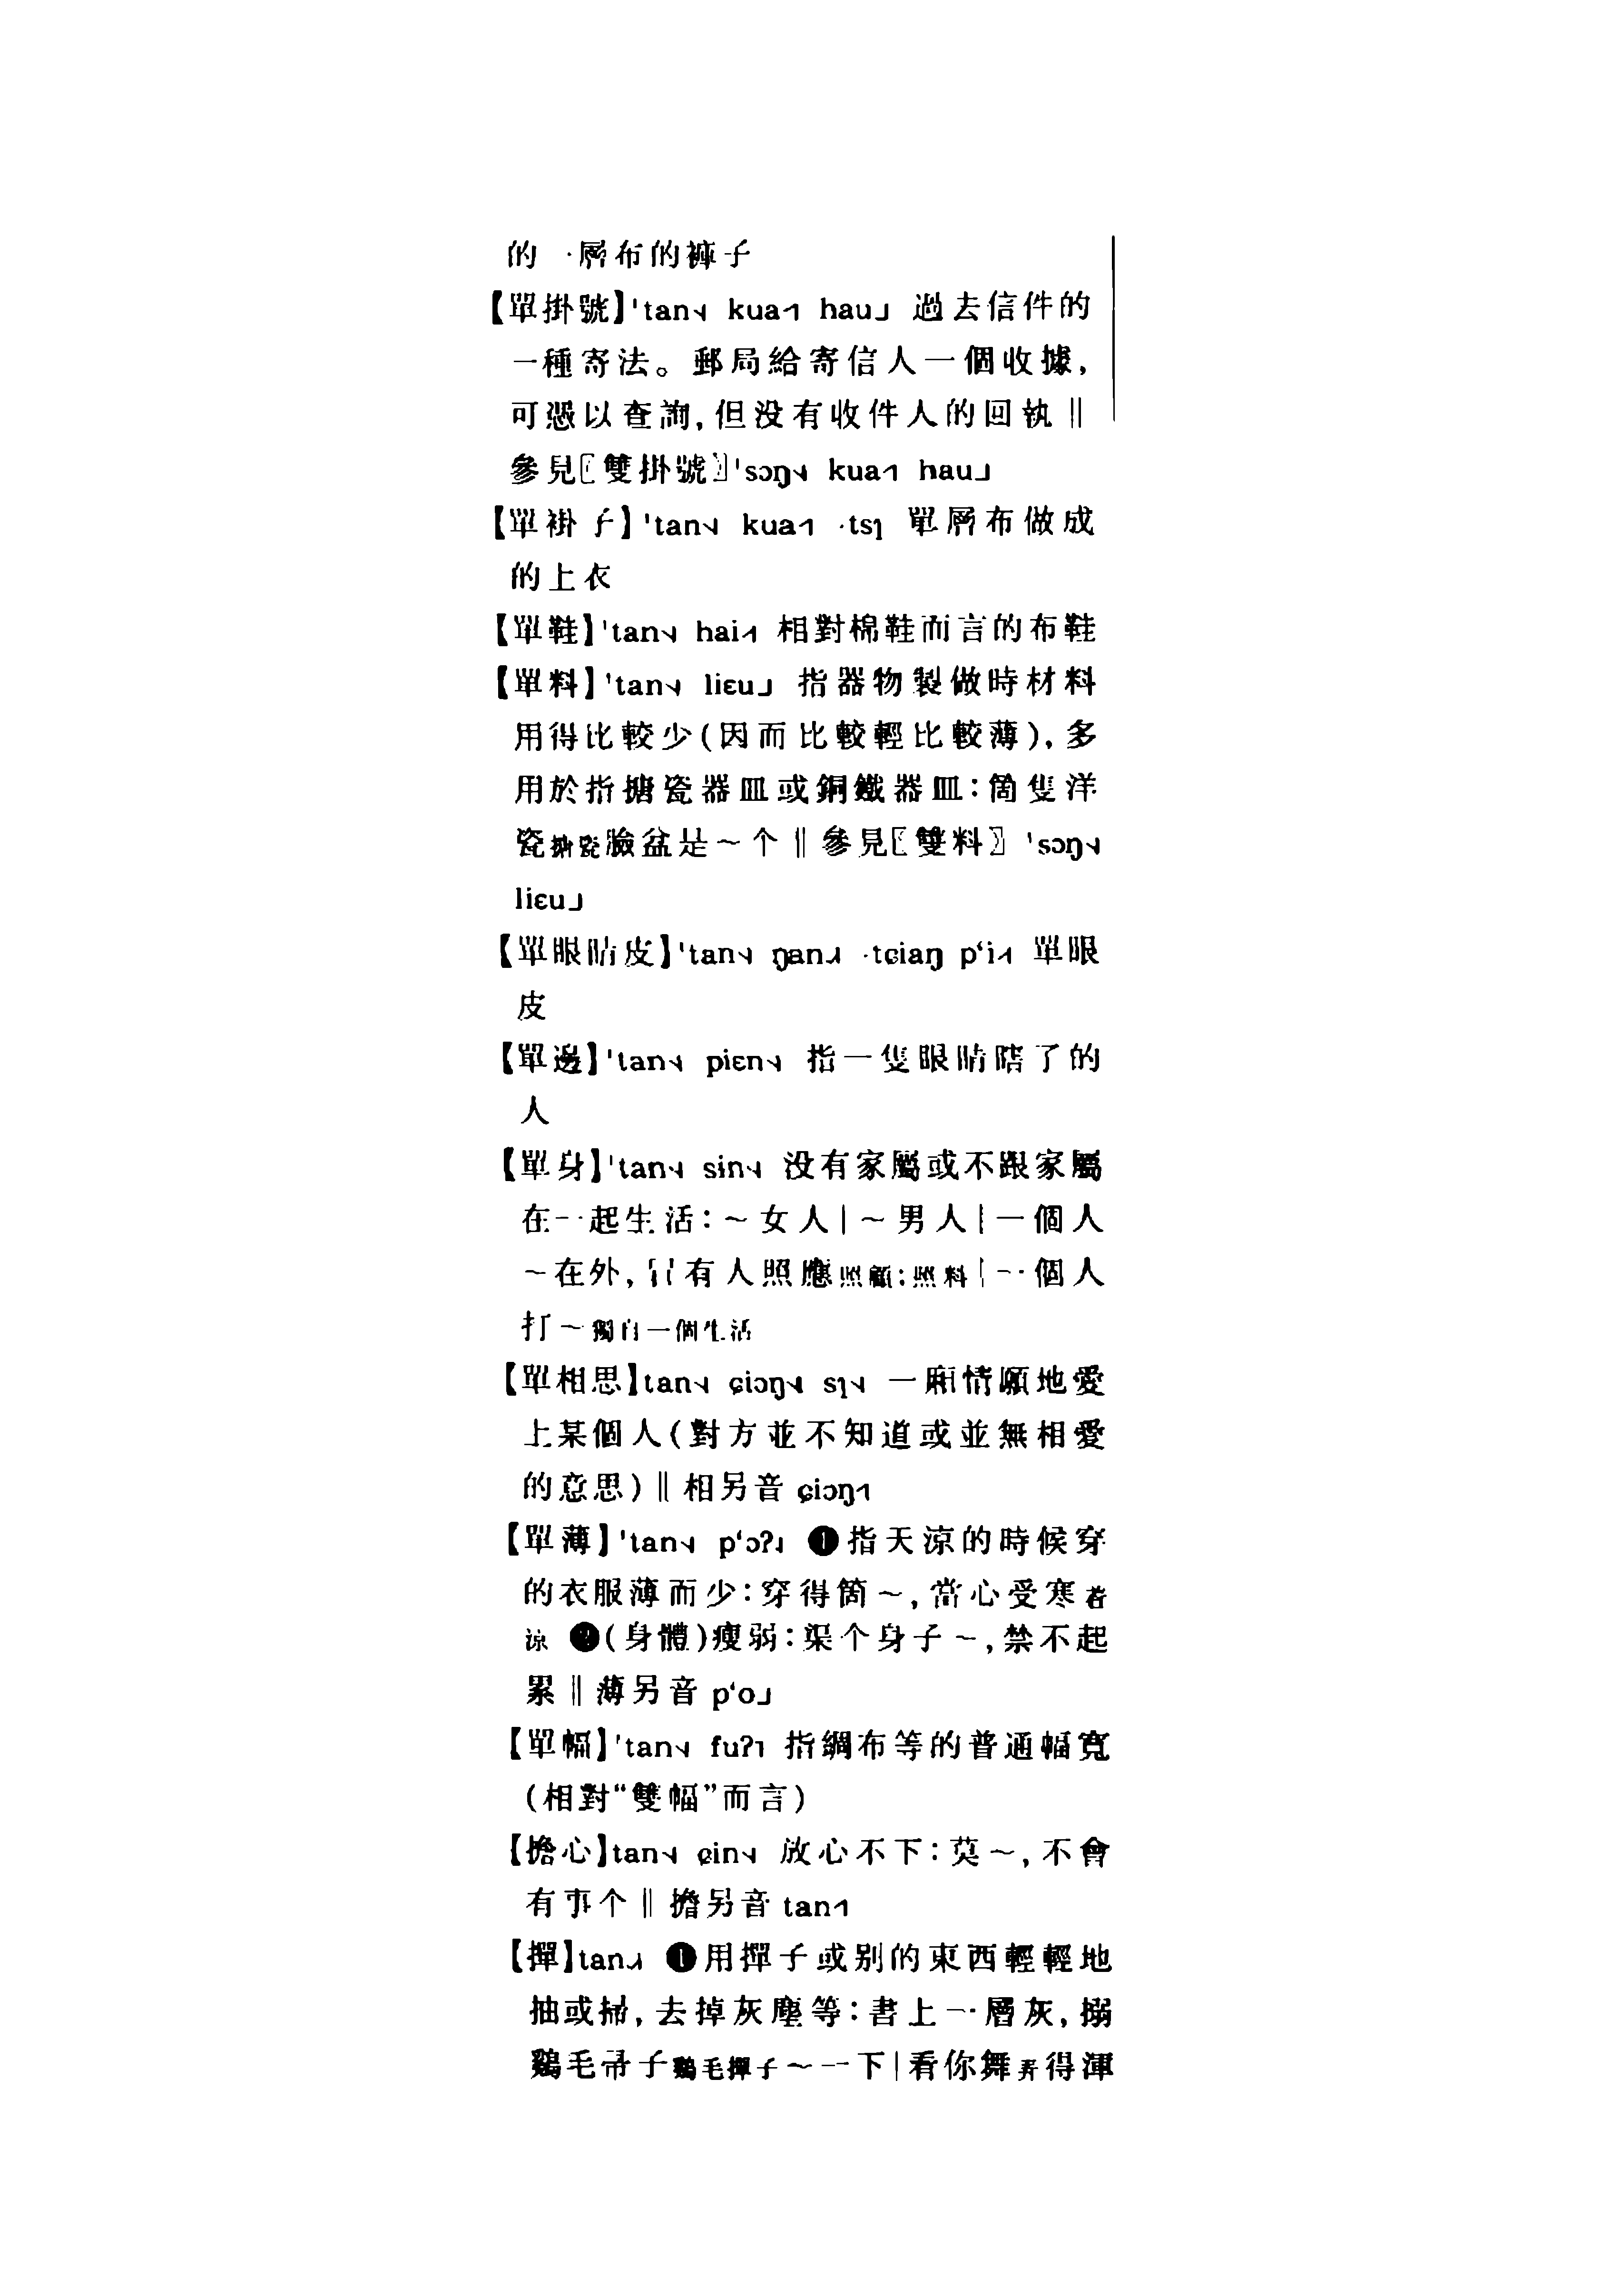 的一層布的褲子
【單掛號】'tan˧ kua˦ hau˩ 過去信件的
一種寄法。郵局給寄信人一個收據,
可憑以查詢,但没有收件人的回執‖
參見〖雙掛號〗'sɔŋ˧ kua˦ hau˩
【單褂子】'tan˧ kua˦ ·tsɿ 單層布做成
的上衣
【單鞋】'tan˧ hai˦ 相對棉鞋而言的布鞋
【單料】'tan˧ liɛu˩ 指器物製做時材料
用得比較少(因而比較輕比較薄),多
用於指搪瓷器皿或銅鐵器皿:箇隻洋
瓷搪瓷臉盆是～个‖參見〖雙料〗'sɔŋ˧
liɛu˩
【單眼睛皮】'tan˧ ŋan˨ ·tɕiaŋ p‘i˦ 單眼
皮
【單邊】'tan˧ piɛn˧ 指一隻眼睛瞎了的
人
【單身】'tan˧ sin˧ 没有家屬或不跟家屬
在一起生活:～女人|～男人|一個人
～在外,冒有人照應照顧;照料|一個人
打～獨自一個生活
【單相思】tan˧ ɕiɔŋ˧ sɿ˧ 一廂情願地愛
上某個人(對方並不知道或並無相愛
的意思)‖相另音 ɕiɔŋ˦
【單薄】'tan˧ p‘ɔʔ˩ ❶指天涼的時候穿
的衣服薄而少:穿得箇～,當心受寒着
涼 ❷(身體)瘦弱:渠个身子～,禁不起
累‖薄另音 p‘o˩
【單幅】'tan˧ fuʔ˥ 指綢布等的普通幅寬
(相對“雙幅”而言)
【擔心】tan˧ ɕin˧ 放心不下:莫～,不會
有事个‖擔另音 tan˦
【撣】tan˨ ❶用撣子或别的東西輕輕地
抽或掃,去掉灰塵等:書上一層灰,搦
鷄毛帚子鷄毛撣子～一下|看你舞弄得渾